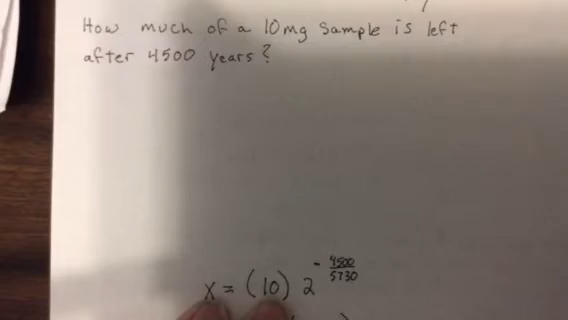 How much of a 10mg sample is left
after 4500 years?
x = (10) 2^-4500/5730